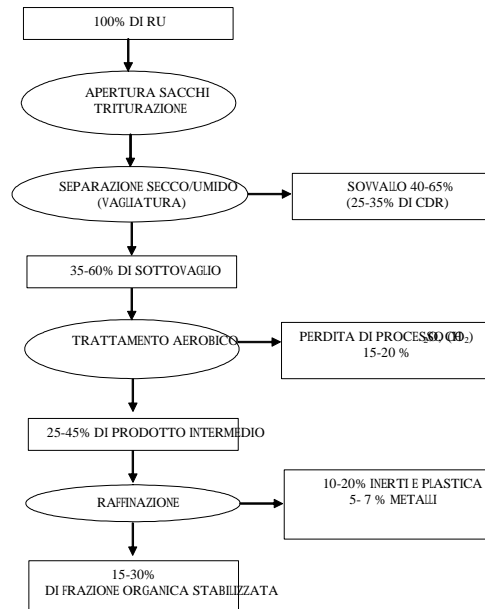 100% DI RU
APERTURA SACCHI
TRITURAZIONE
SEPARAZIONE SECCO/UMIDO
(VAGLIATURA)
SOVVALLO 40-65%
(25-35% DI CDR)
35-60% DI SOTTOVAGLIO
TRATTAMENTO AEROBICO
PERDITA DI PROCESSO
15-20 %
25-45% DI PRODOTTO INTERMEDIO
RAFFINAZIONE
10-20% INERTI E PLASTICA
5- 7 % METALLI
15-30%
DI FRAZIONE ORGANICA STABILIZZATA